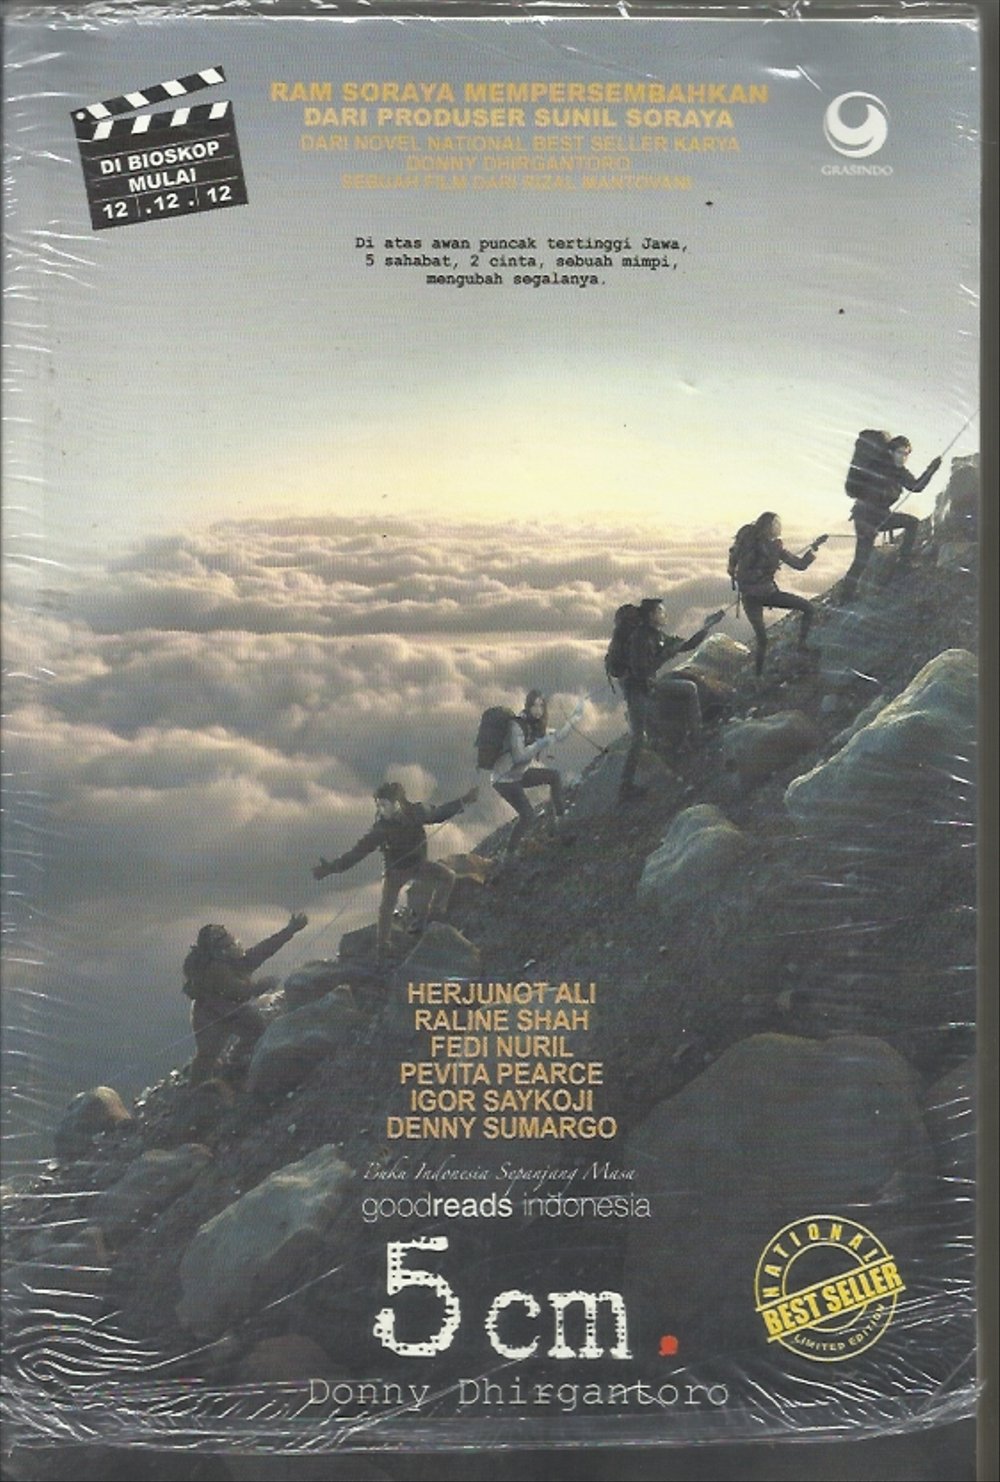 DI BIOSKOP
MULAI
12 . 12 . 12
RAM SORAYA MEMPERSEMBAHKAN
DARI PRODUSER SUNIL SORAYA
DARI NOVEL NATIONAL BEST SELLER KARYA
DONNY DHIRGANTORO
SEBUAH FILM DARI RIZAL MANTOVANI
GRASINDO
Di atas awan puncak tertinggi Jawa,
5 sahabat, 2 cinta, sebuah mimpi,
mengubah segalanya.
HERJUNOT ALI
RALINE SHAH
FEDI NURIL
PEVITA PEARCE
IGOR SAYKOJI
DENNY SUMARGO
Buku Indonesia Sepanjang Masa
goodreads indonesia
5 cm.
NATIONAL
BEST SELLER
LIMITED EDITION
Donny Dhirgantoro